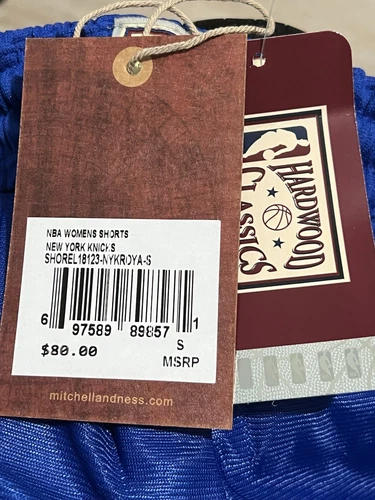 NBA WOMENS SHORTS
NEW YORK KNICKS
SHOREL18123-NYKROYA-S
6 97589 89857 1
S
$80.00
MSRP
mitchellandness.com
HARDWOOD
CLASSICS